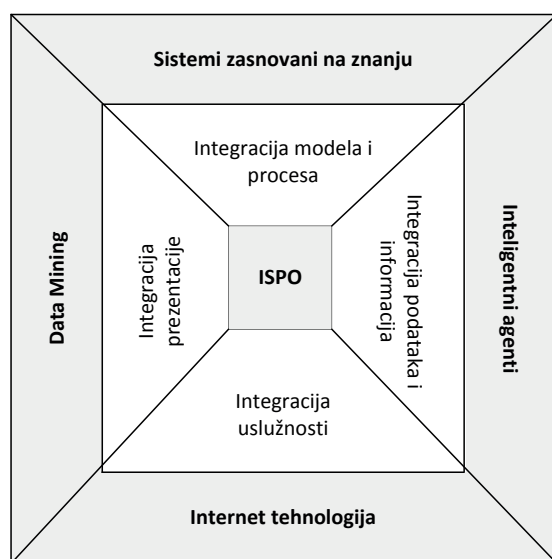 Sistemi zasnovani na znanju
Integracija modela i
procesa
Data Mining
Integracija
prezentacije
ISPO
Integracija podataka i
informacija
Inteligentni agenti
Integracija
uslužnosti
Internet tehnologija